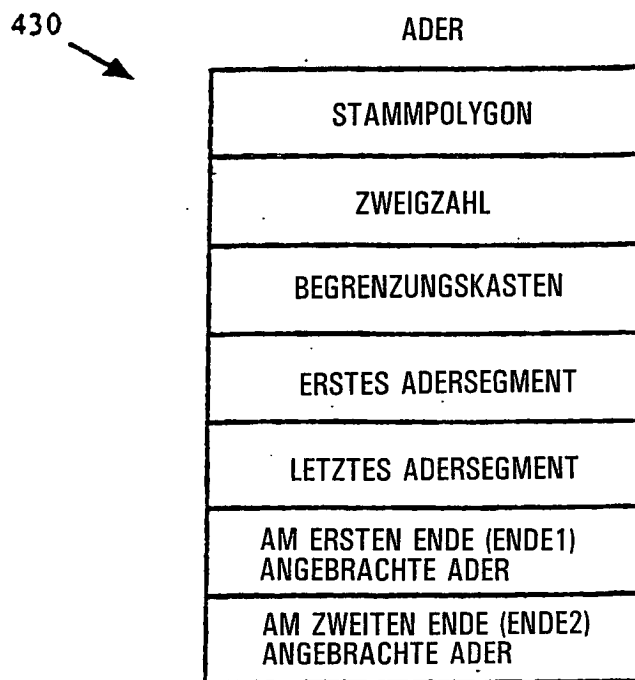 430
ADER
STAMMPOLYGON
ZWEIGZAHL
BEGRENZUNGSKASTEN
ERSTES ADERSEGMENT
LETZTES ADERSEGMENT
AM ERSTEN ENDE (ENDE1)
ANGEBRACHTE ADER
AM ZWEITEN ENDE (ENDE2)
ANGEBRACHTE ADER